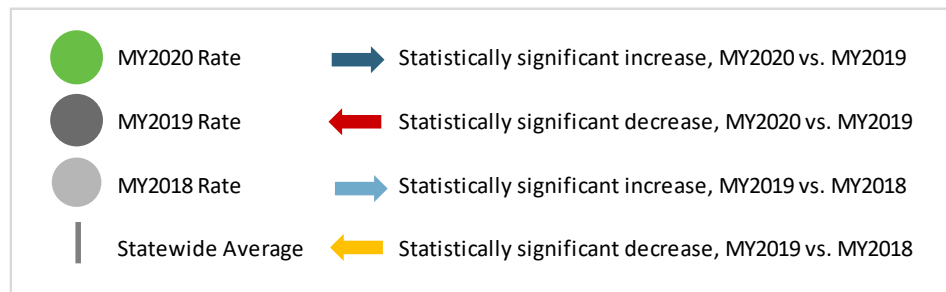 MY2020 Rate Statistically significant increase, MY2020 vs. MY2019
MY2019 Rate Statistically significant decrease, MY2020 vs. MY2019
MY2018 Rate Statistically significant increase, MY2019 vs. MY2018
Statewide Average Statistically significant decrease, MY2019 vs. MY2018